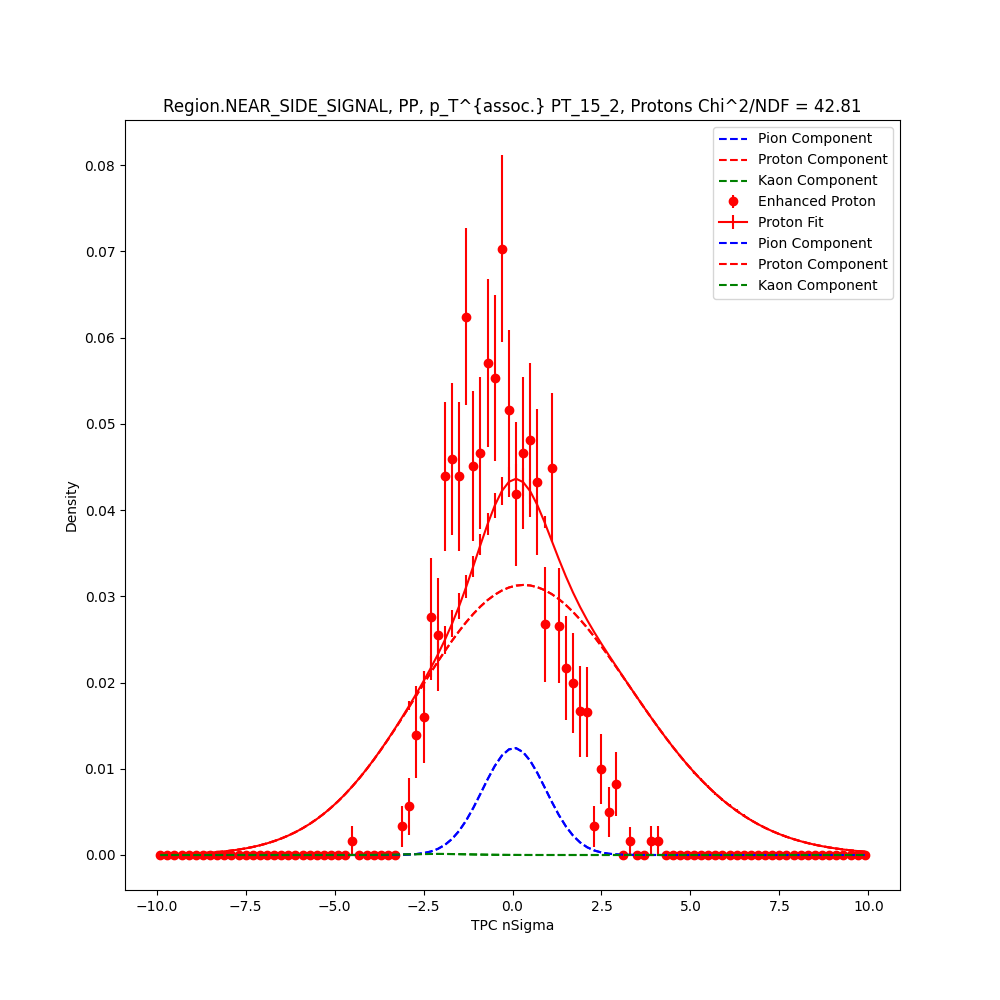 Region.NEAR_SIDE_SIGNAL, PP, p_T^{assoc.} PT_15_2, Protons Chi^2/NDF = 42.81
Pion Component
Proton Component
Kaon Component
Enhanced Proton
Proton Fit
Pion Component
Proton Component
Kaon Component
0.08
0.07
0.06
0.05
0.04
0.03
0.02
0.01
0.00
Density
−10.0 −7.5 −5.0 −2.5 0.0 2.5 5.0 7.5 10.0
TPC nSigma